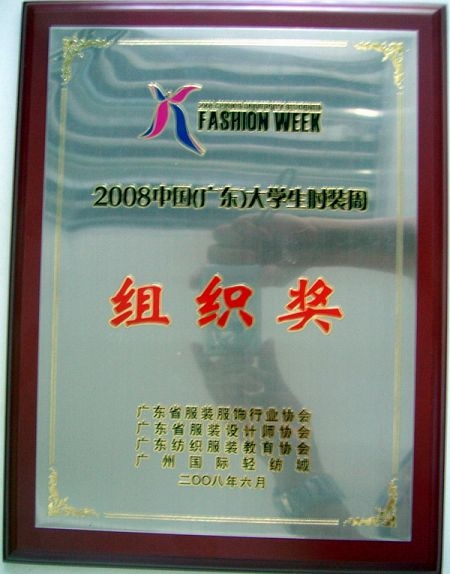 FASHION WEEK
2008中国(广东)大学生时装周
组织奖
广东省服装服饰行业协会
广东省服装设计师协会
广东纺织服装教育协会
广州国际轻纺城
二〇〇八年六月